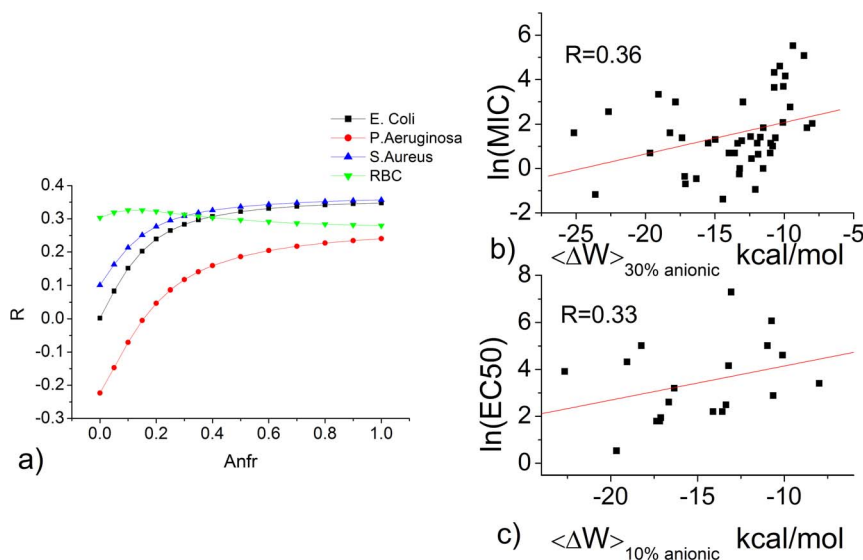 E. Coli
P.Aeruginosa
S.Aureus
RBC
0.4
0.3
0.2
0.1
0.0
-0.1
-0.2
-0.3
R
0.0 0.2 0.4 0.6 0.8 1.0
Anfr
a)
R=0.36
6
4
2
0
-2
ln(MIC)
-25 -20 -15 -10 -5
b) <ΔW>30% anionic kcal/mol
R=0.33
8
6
4
2
0
ln(EC50)
-20 -15 -10
c) <ΔW>10% anionic kcal/mol